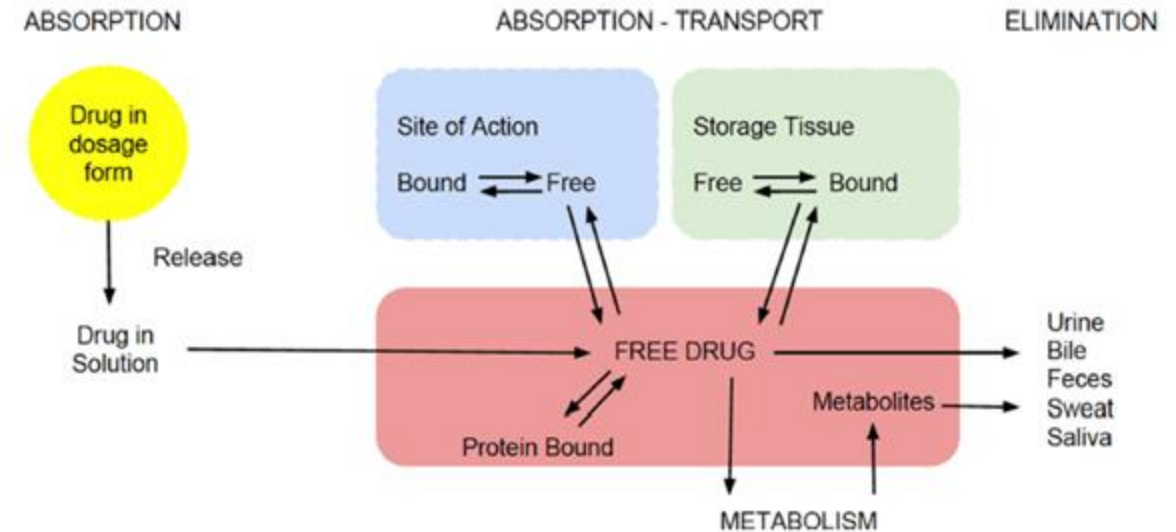 ABSORPTION
ABSORPTION - TRANSPORT
ELIMINATION
Drug in
dosage
form
Release
Drug in
Solution
Site of Action
Bound Free
Storage Tissue
Free Bound
FREE DRUG
Protein Bound
Metabolites
METABOLISM
Urine
Bile
Feces
Sweat
Saliva